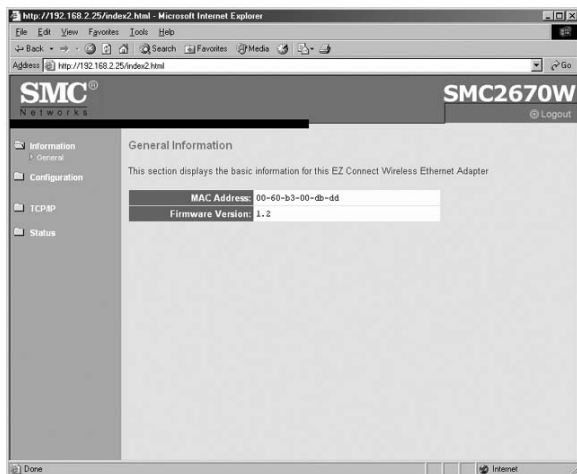 http://192.168.2.25/index2.html - Microsoft Internet Explorer
File Edit View Favorites Tools Help
Back Search Favorites Media
Address http://192.168.2.25/index2.html Go
SMC®
Networks
SMC2670W
Logout
Information
General
Configuration
TCP/IP
Status
General Information
This section displays the basic information for this EZ Connect Wireless Ethernet Adapter
MAC Address: 00-60-b3-00-db-dd
Firmware Version: 1.2
Done Internet